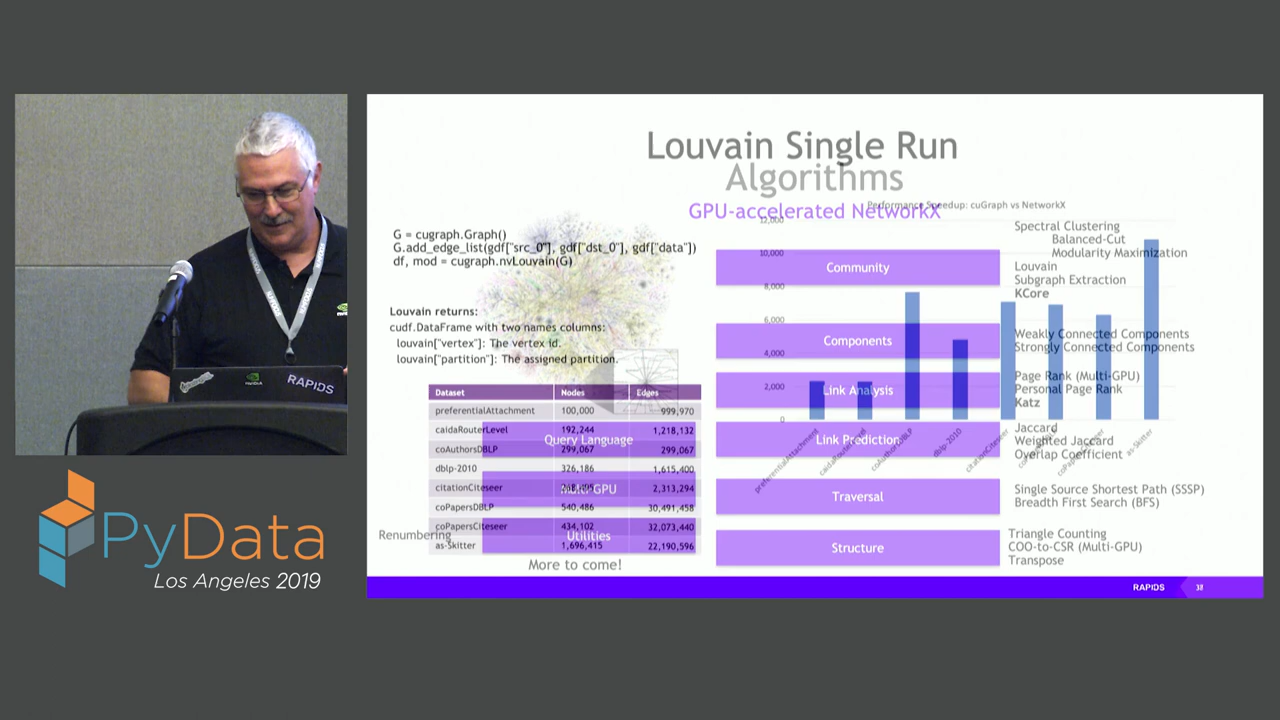 Louvain Single Run
Algorithms
GPU-accelerated NetworkX
Performance Speedup: cuGraph vs NetworkX
G = cugraph.Graph()
G.add_edge_list(gdf["src_0"], gdf["dst_0"], gdf["data"])
df, mod = cugraph.nvLouvain(G)
Louvain returns:
cudf.DataFrame with two names columns:
louvain["vertex"]: The vertex id.
louvain["partition"]: The assigned partition.
Dataset Nodes Edges
preferentialAttachment 100,000 999,970
caidaRouterLevel 192,244 1,218,132
coAuthorsDBLP 299,067 299,067
dblp-2010 326,186 1,615,400
citationCiteseer 2,313,294
coPapersDBLP 540,486 30,491,458
coPapersCiteseer 434,102 32,073,440
as-Skitter 1,696,415 22,190,596
Query Language
Multi-GPU
Utilities
Renumbering
More to come!
12,000
10,000
8,000
6,000
4,000
2,000
0
preferentialAttachment
caidaRouterLevel
coAuthorsDBLP
dblp-2010
citationCiteseer
as-Skitter
Community
Components
Link Analysis
Link Prediction
Traversal
Structure
Spectral Clustering
Balanced-Cut
Modularity Maximization
Louvain
Subgraph Extraction
KCore
Weakly Connected Components
Strongly Connected Components
Page Rank (Multi-GPU)
Personal Page Rank
Katz
Jaccard
Weighted Jaccard
Overlap Coefficient
Single Source Shortest Path (SSSP)
Breadth First Search (BFS)
Triangle Counting
COO-to-CSR (Multi-GPU)
Transpose
RAPIDS
RAPIDS
PyData
Los Angeles 2019